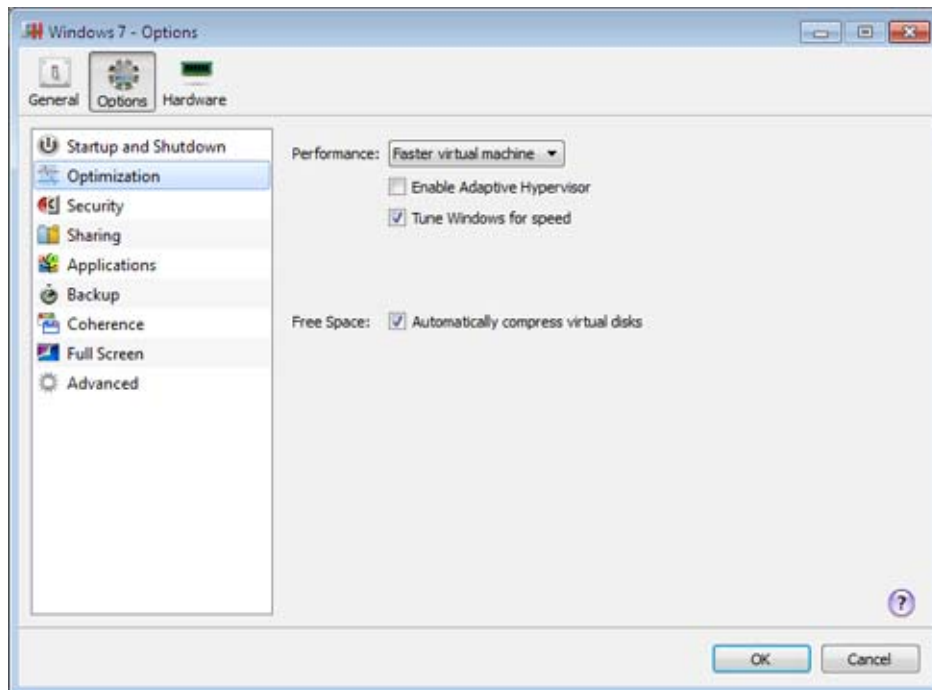 Windows 7 - Options
General
Options
Hardware
Startup and Shutdown
Optimization
Security
Sharing
Applications
Backup
Coherence
Full Screen
Advanced
Performance: Faster virtual machine
Enable Adaptive Hypervisor
Tune Windows for speed
Free Space: Automatically compress virtual disks
?
OK Cancel